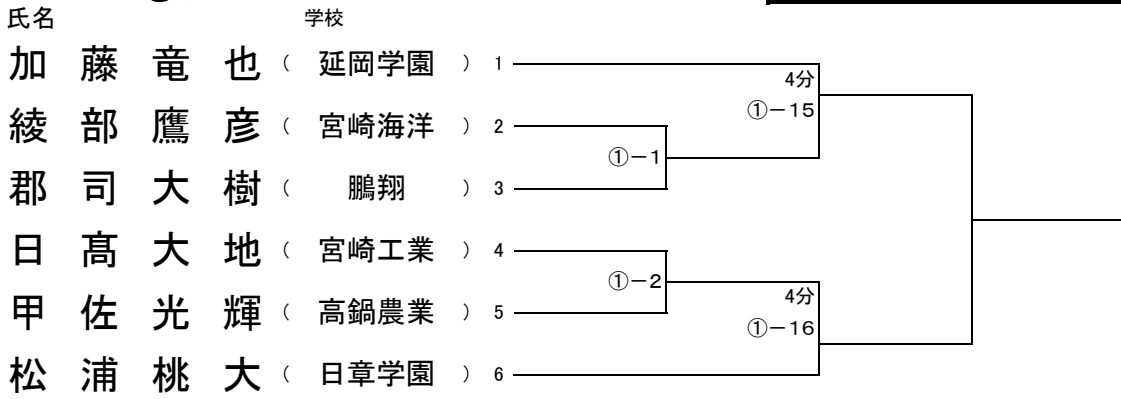 氏名 学校
加藤竜也（延岡学園）1
4分
①－15
綾部鷹彦（宮崎海洋）2
①－1
郡司大樹（鵬翔）3
日髙大地（宮崎工業）4
①－2
甲佐光輝（高鍋農業）5
4分
①－16
松浦桃大（日章学園）6